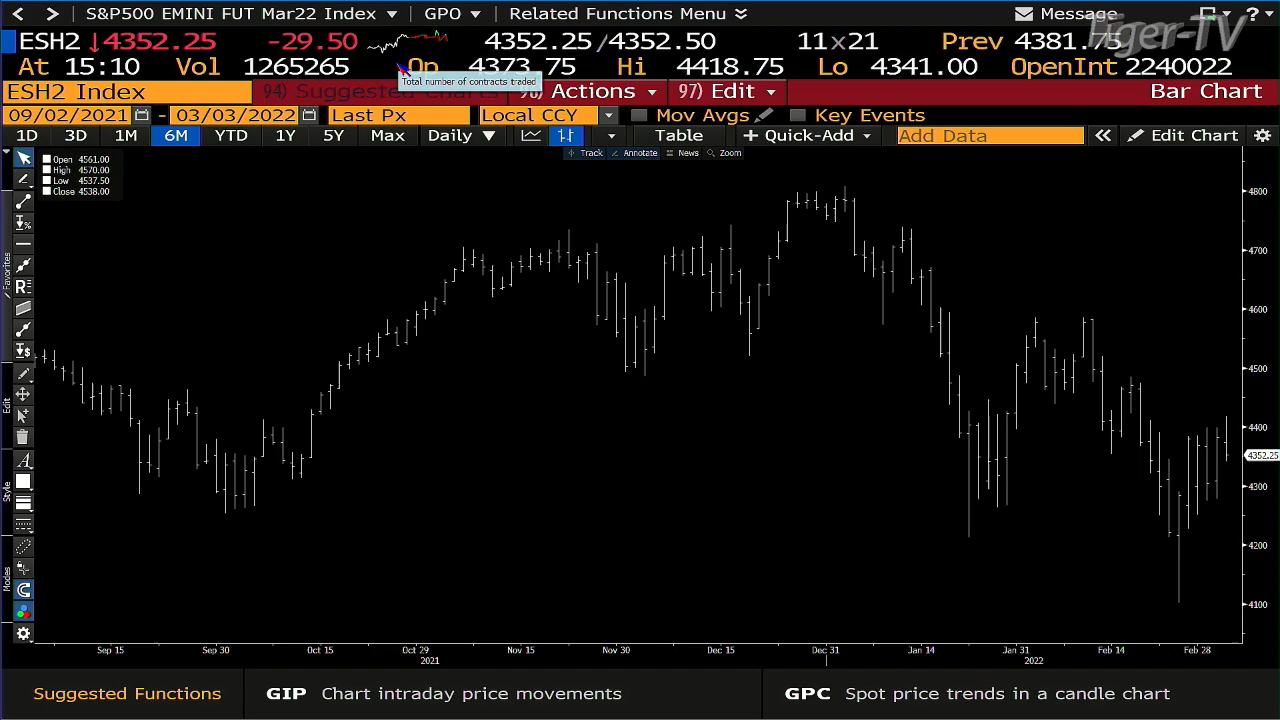 S&P500 EMINI FUT Mar22 Index GPO Related Functions Menu Message ?
ESH2 ↓4352.25 -29.50 4352.25/4352.50 11x21 Prev 4381.75
At 15:10 Vol 1265265 Op 4373.75 Hi 4418.75 Lo 4341.00 OpenInt 2240022
Total number of contracts traded
ESH2 Index 94) Suggested Charts Actions 97) Edit Bar Chart
09/02/2021 - 03/03/2022 Last Px Local CCY Mov Avgs Key Events
1D 3D 1M 6M YTD 1Y 5Y Max Daily Table + Quick-Add Add Data « Edit Chart
Track Annotate News Zoom
Open 4561.00
High 4570.00
Low 4537.50
Close 4538.00
Favorites
Edit
Style
Modes
4800
4700
4600
4500
4400
4352.25
4300
4200
4100
Sep 15 Sep 30 Oct 15 Oct 29 Nov 15 Nov 30 Dec 15 Dec 31 Jan 14 Jan 31 Feb 14 Feb 28
2021 2022
Suggested Functions GIP Chart intraday price movements GPC Spot price trends in a candle chart